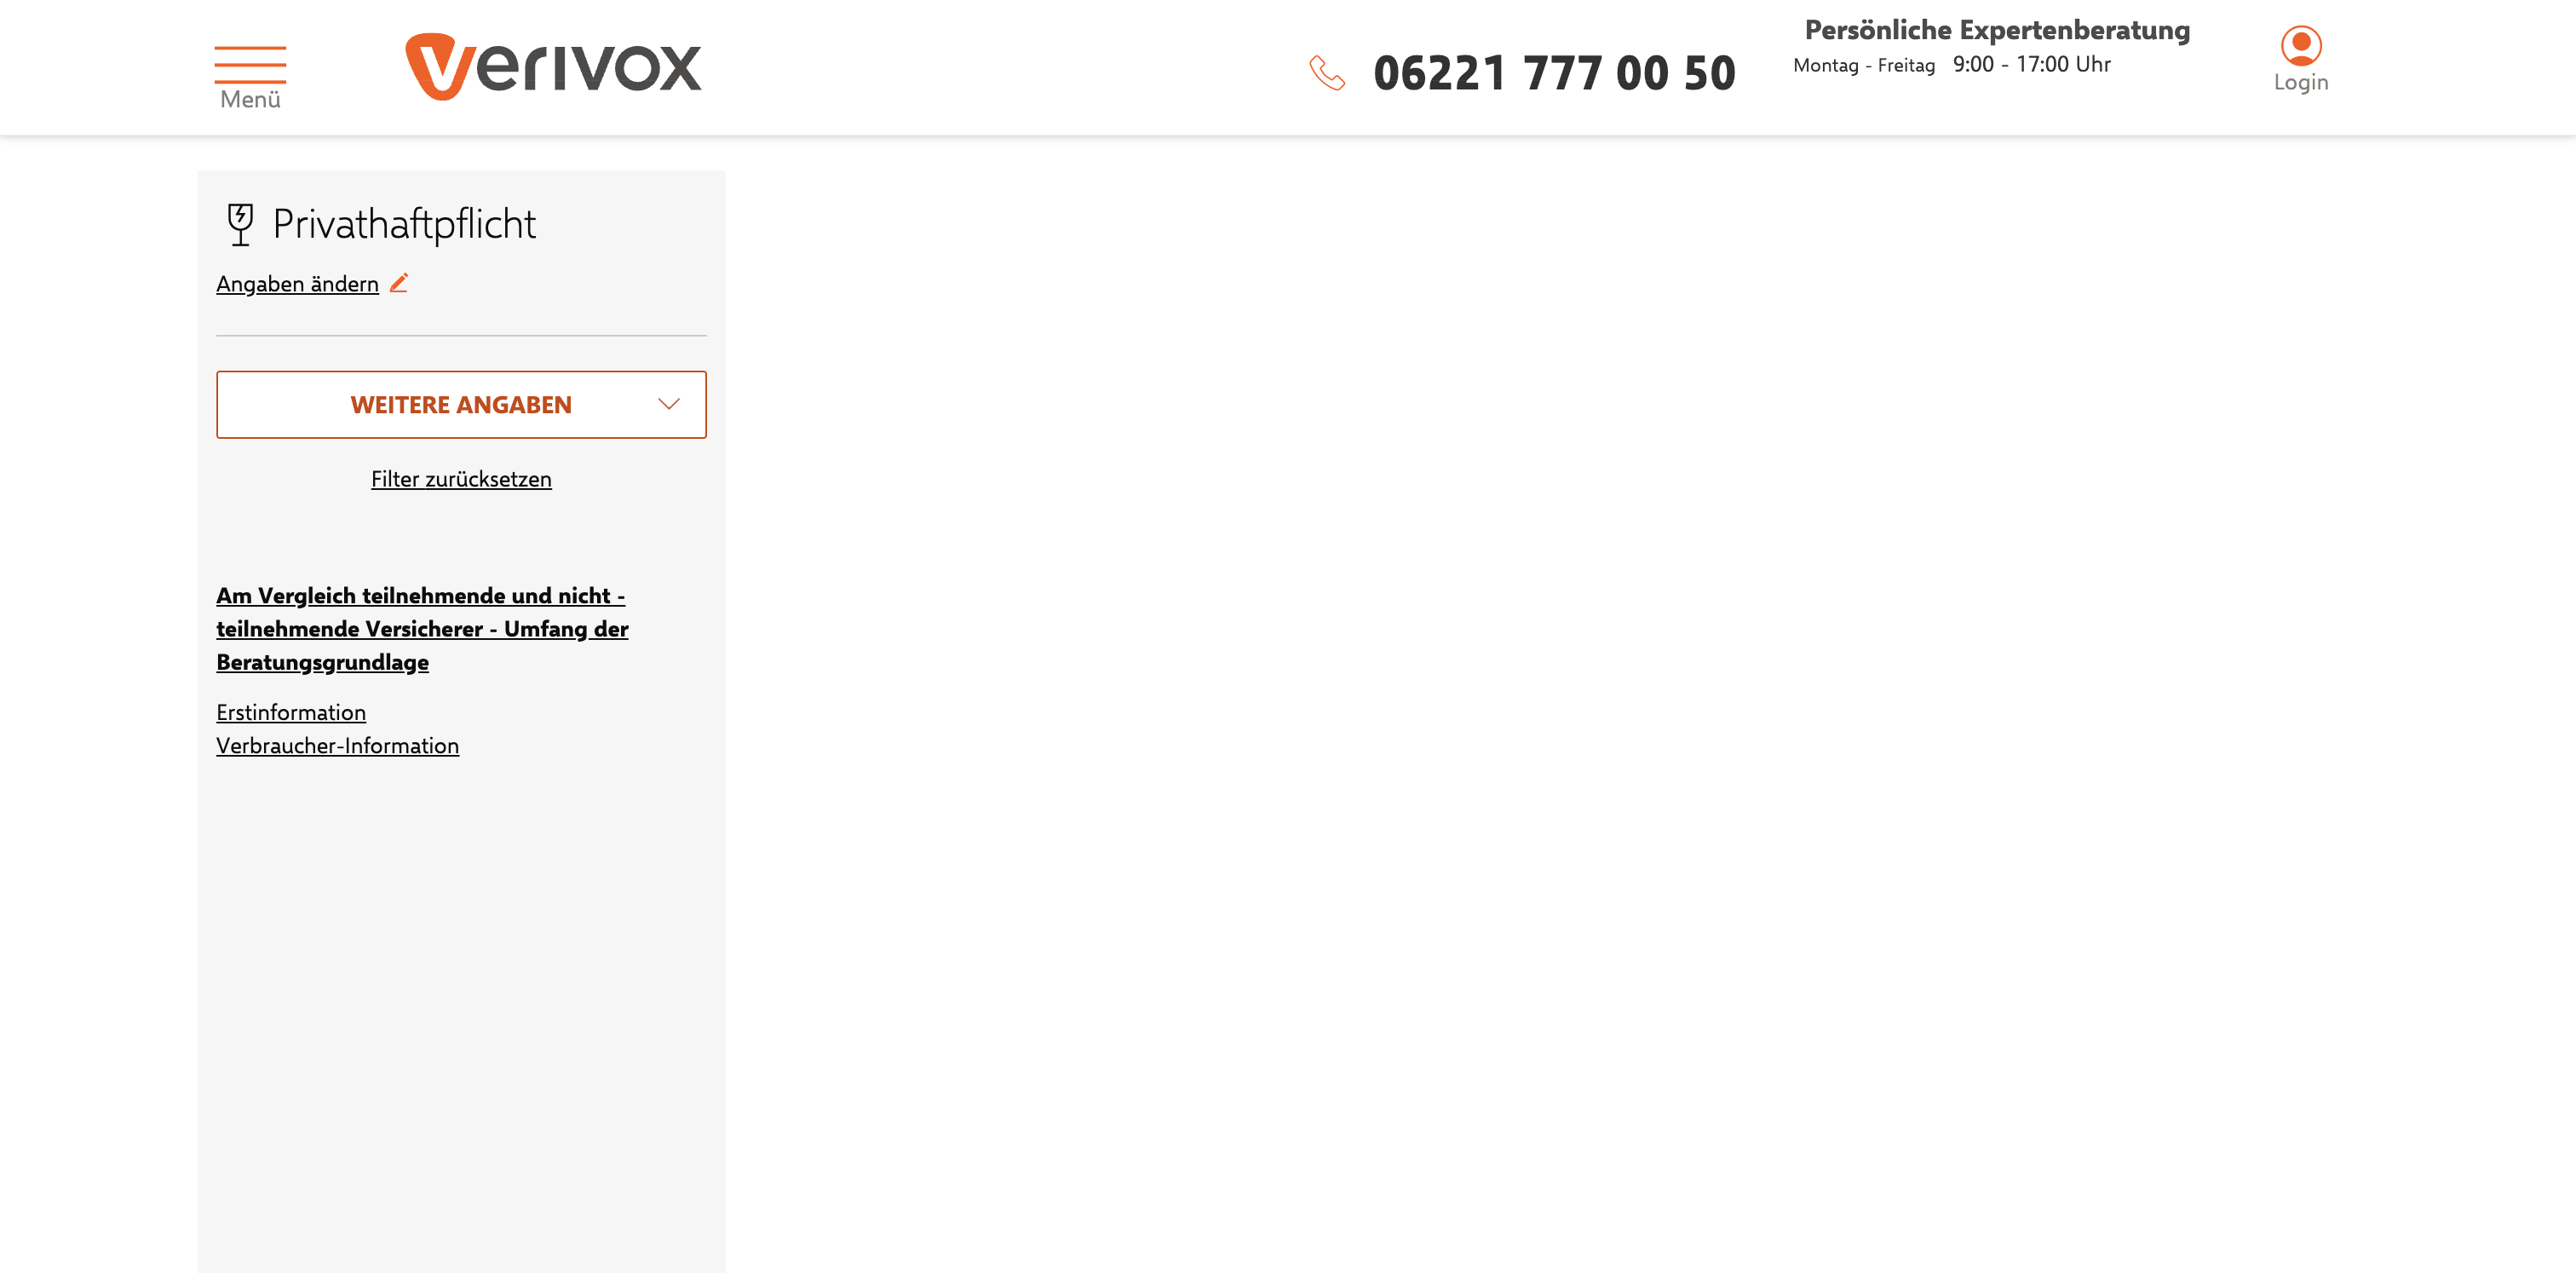 Menü
verivox
06221 777 00 50
Persönliche Expertenberatung
Montag - Freitag 9:00 - 17:00 Uhr
Login
Privathaftpflicht
Angaben ändern
WEITERE ANGABEN
Filter zurücksetzen
Am Vergleich teilnehmende und nicht -
teilnehmende Versicherer - Umfang der
Beratungsgrundlage
Erstinformation
Verbraucher-Information